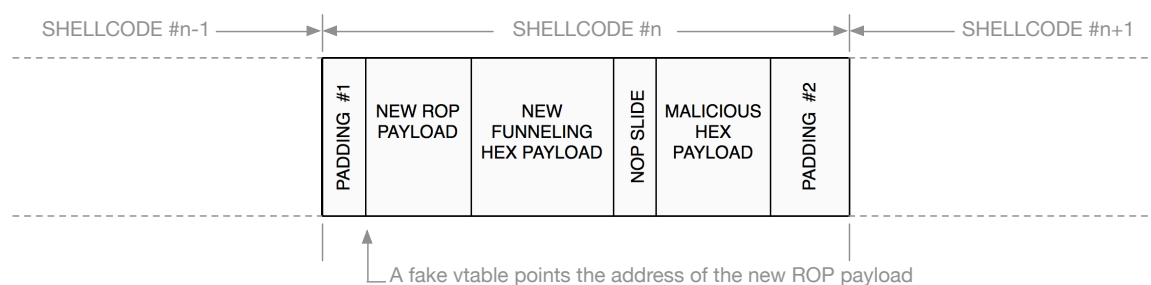 SHELLCODE #n-1
SHELLCODE #n
SHELLCODE #n+1
PADDING #1
NEW ROP
PAYLOAD
NEW
FUNNELING
HEX PAYLOAD
NOP SLIDE
MALICIOUS
HEX
PAYLOAD
PADDING #2
A fake vtable points the address of the new ROP payload